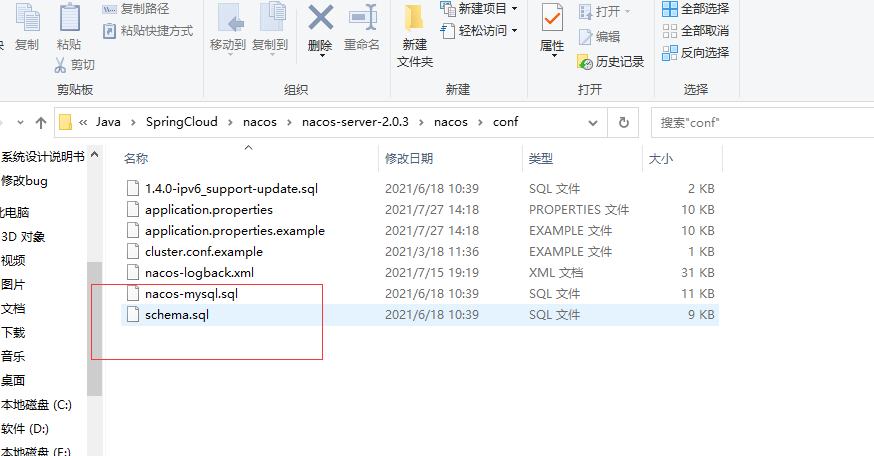 复制路径
粘贴快捷方式
复制
粘贴
剪切
剪贴板
移动到
复制到
删除
重命名
组织
新建项目
轻松访问
新建
文件夹
新建
属性
打开
编辑
历史记录
打开
全部选择
全部取消
反向选择
选择
« Java > SpringCloud > nacos > nacos-server-2.0.3 > nacos > conf
搜索"conf"
名称 修改日期 类型 大小
1.4.0-ipv6_support-update.sql 2021/6/18 10:39 SQL 文件 2 KB
application.properties 2021/7/27 14:18 PROPERTIES 文件 10 KB
application.properties.example 2021/7/27 14:18 EXAMPLE 文件 10 KB
cluster.conf.example 2021/3/18 11:36 EXAMPLE 文件 1 KB
nacos-logback.xml 2021/7/15 19:19 XML 文档 31 KB
nacos-mysql.sql 2021/6/18 10:39 SQL 文件 11 KB
schema.sql 2021/6/18 10:39 SQL 文件 9 KB
系统设计说明书
修改bug
电脑
3D 对象
视频
图片
文档
下载
音乐
桌面
本地磁盘 (C:)
软件 (D:)
本地磁盘 (E:)